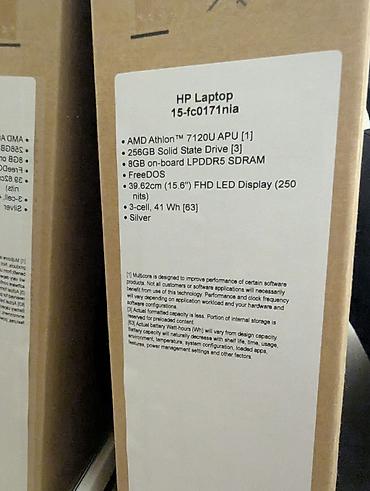 HP Laptop
15-fc0171nia
• AMD Athlon™ 7120U APU [1]
• 256GB Solid State Drive [3]
• 8GB on-board LPDDR5 SDRAM
• FreeDOS
• 39.62cm (15.6") FHD LED Display (250
nits)
• 3-cell, 41 Wh [63]
• Silver
[1] Multicore is designed to improve performance of certain software
products. Not all customers or software applications will necessarily
benefit from use of this technology. Performance and clock frequency
will vary depending on application workload and your hardware and
software configurations.
[3] Actual formatted capacity is less. Portion of internal storage is
reserved for preloaded content.
[63] Actual battery Watt-hours (Wh) will vary from design capacity.
Battery capacity will naturally decrease with shelf life, time, usage,
environment, temperature, system configuration, loaded apps,
features, power management settings and other factors.